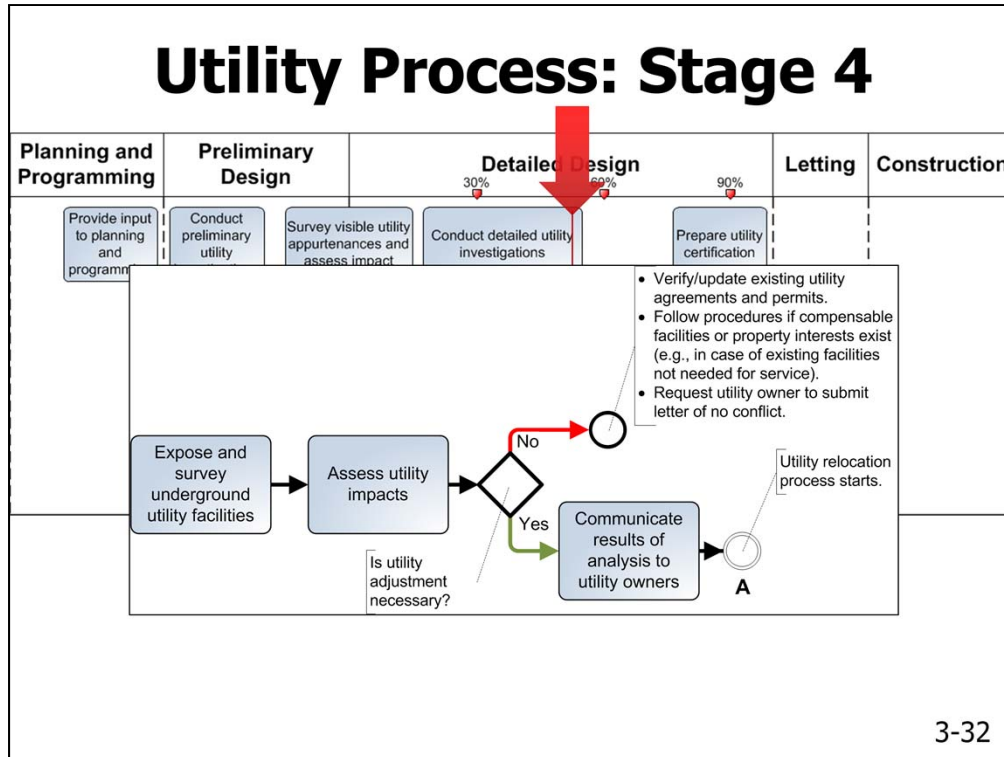 Utility Process: Stage 4
Planning and
Programming
Preliminary
Design
Detailed Design
Letting
Construction
30%
60%
90%
Provide input
to planning
and
Conduct
preliminary
utility
Survey visible utility
appurtenances and
assess impact
Conduct detailed utility
investigations
Prepare utility
certification
• Verify/update existing utility
agreements and permits.
• Follow procedures if compensable
facilities or property interests exist
(e.g., in case of existing facilities
not needed for service).
• Request utility owner to submit
letter of no conflict.
No
Expose and
survey
underground
utility facilities
Assess utility
impacts
Utility relocation
process starts.
Yes
Communicate
results of
analysis to
utility owners
Is utility
adjustment
necessary?
A
3-32